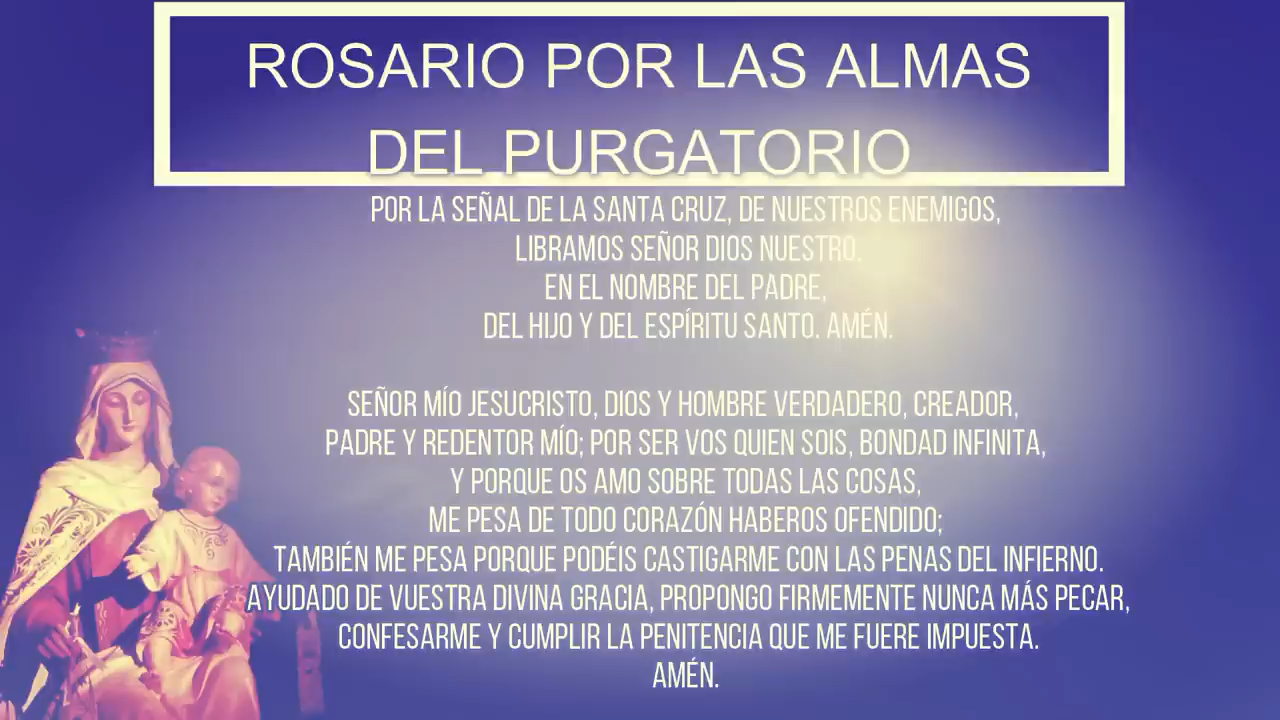 ROSARIO POR LAS ALMAS
DEL PURGATORIO
POR LA SEÑAL DE LA SANTA CRUZ, DE NUESTROS ENEMIGOS,
LIBRAMOS SEÑOR DIOS NUESTRO.
EN EL NOMBRE DEL PADRE,
DEL HIJO Y DEL ESPÍRITU SANTO. AMÉN.
SEÑOR MÍO JESUCRISTO, DIOS Y HOMBRE VERDADERO, CREADOR,
PADRE Y REDENTOR MÍO; POR SER VOS QUIEN SOIS, BONDAD INFINITA,
Y PORQUE OS AMO SOBRE TODAS LAS COSAS,
ME PESA DE TODO CORAZÓN HABEROS OFENDIDO;
TAMBIÉN ME PESA PORQUE PODÉIS CASTIGARME CON LAS PENAS DEL INFIERNO.
AYUDADO DE VUESTRA DIVINA GRACIA, PROPONGO FIRMEMENTE NUNCA MÁS PECAR,
CONFESARME Y CUMPLIR LA PENITENCIA QUE ME FUERE IMPUESTA.
AMÉN.